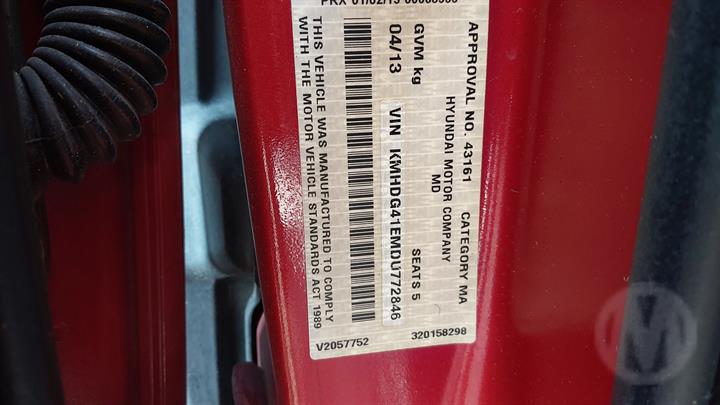 APPROVAL NO. 43161 CATEGORY MA
HYUNDAI MOTOR COMPANY
MD
GVM kg SEATS 5
04/13 VIN KMHDG41EMDU772846
THIS VEHICLE WAS MANUFACTURED TO COMPLY
WITH THE MOTOR VEHICLE STANDARDS ACT 1989
V2057752 320158298
M